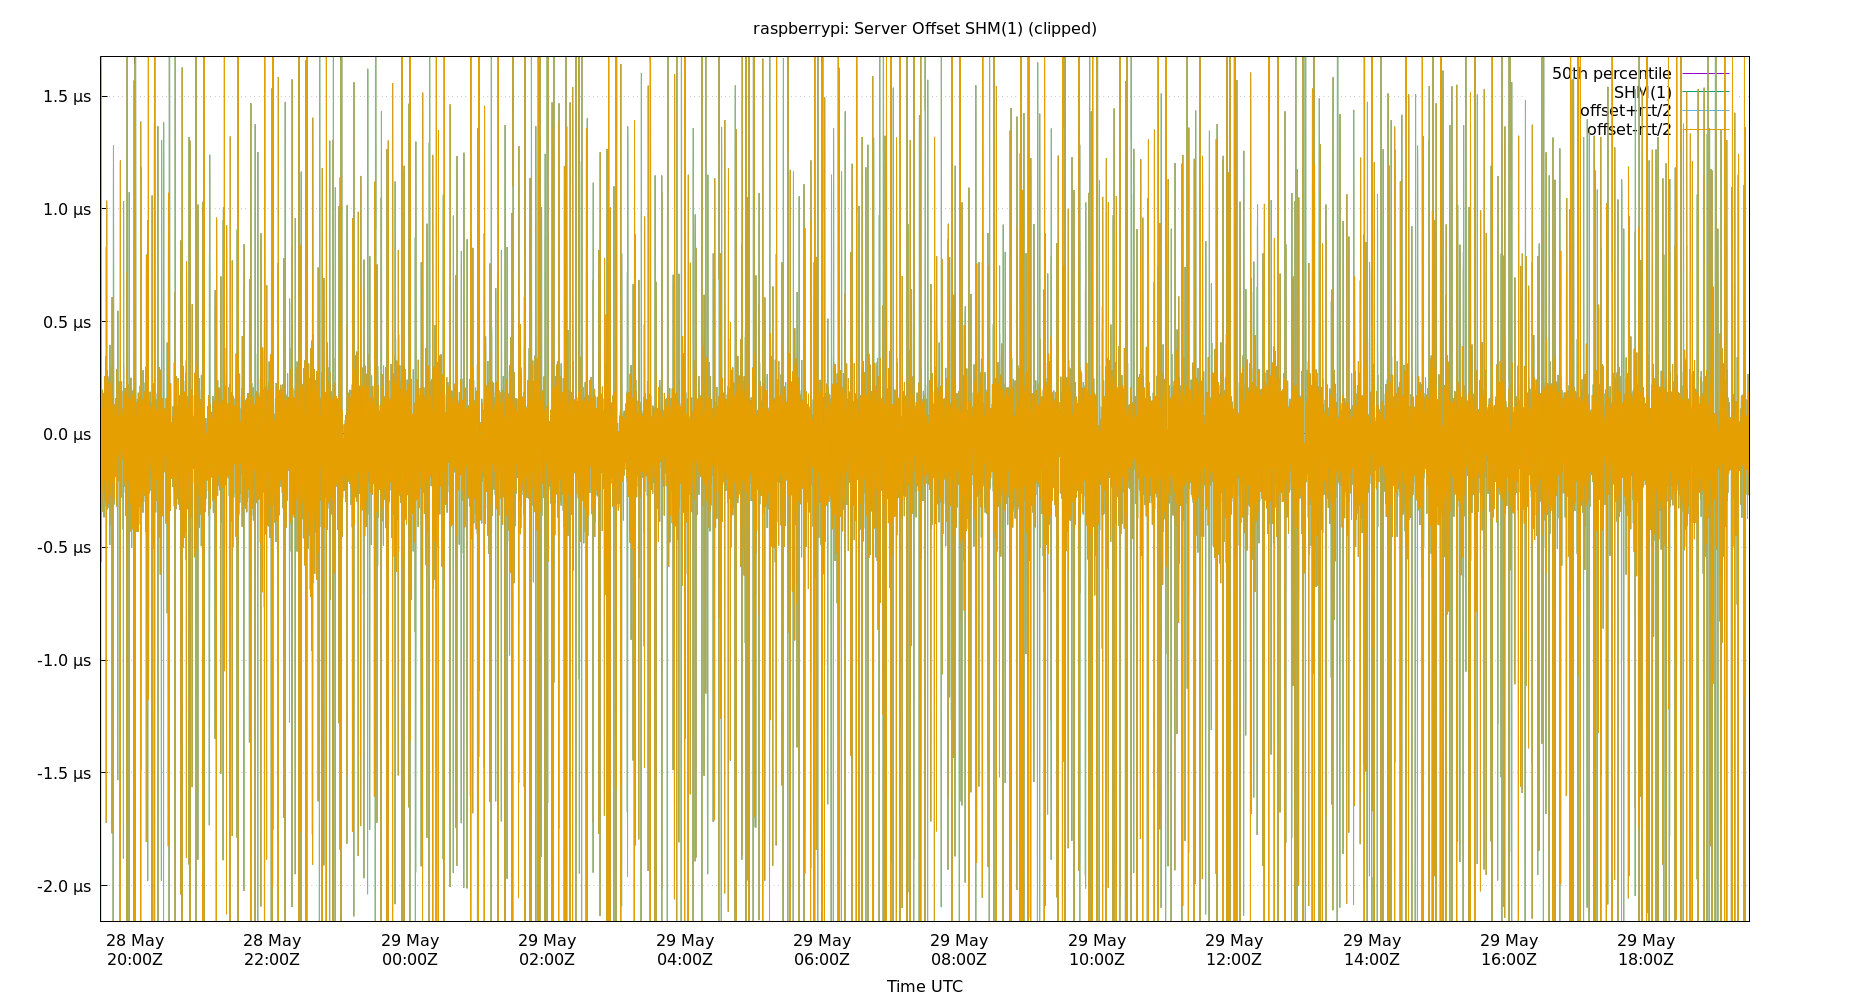 raspberrypi: Server Offset SHM(1) (clipped)
50th percentile
SHM(1)
offset+rtt/2
offset-rtt/2
1.5 µs
1.0 µs
0.5 µs
0.0 µs
-0.5 µs
-1.0 µs
-1.5 µs
-2.0 µs
28 May 28 May 29 May 29 May 29 May 29 May 29 May 29 May 29 May 29 May 29 May 29 May
20:00Z 22:00Z 00:00Z 02:00Z 04:00Z 06:00Z 08:00Z 10:00Z 12:00Z 14:00Z 16:00Z 18:00Z
Time UTC